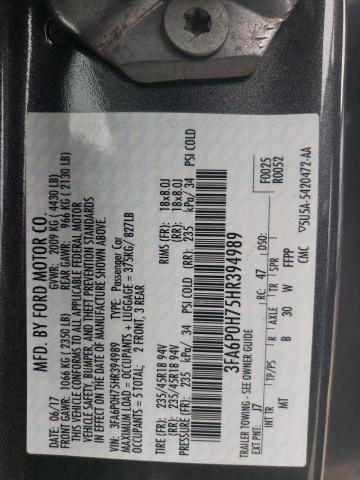 MFD. BY FORD MOTOR CO.
06/17 GVWR: 2009 KG ( 4430 LB)
FRONT GAWR: 1066 KG ( 2350 LB) REAR GAWR: 966 KG ( 2130 LB)
THIS VEHICLE CONFORMS TO ALL APPLICABLE FEDERAL MOTOR
VEHICLE SAFETY, BUMPER, AND THEFT PREVENTION STANDARDS
IN EFFECT ON THE DATE OF MANUFACTURE SHOWN ABOVE
VIN: 3FA6P0H75HR394989 TYPE: Passenger Car
MAXIMUM LOAD = OCCUPANTS + LUGGAGE = 375KG/ 827LB
OCCUPANTS = 5 TOTAL: 2 FRONT, 3 REAR
TIRE (FR): 235/45R18 94V RIMS (FR): 18x8.0J
(RR): 235/45R18 94V (RR): 18x8.0J
PRESSURE (FR): 235 kPa/ 34 PSI COLD (RR): 235 kPa/ 34 PSI COLD
3FA6P0H75HR394989
TRAILER TOWING - SEE OWNER GUIDE F0025
EXT PNT: J7 RC: 47 DSO: R0052
INT TR TP/PS R AXLE TR SPR
MT B 30 W FFPP
CMC ▽5U5A-5420472-AA